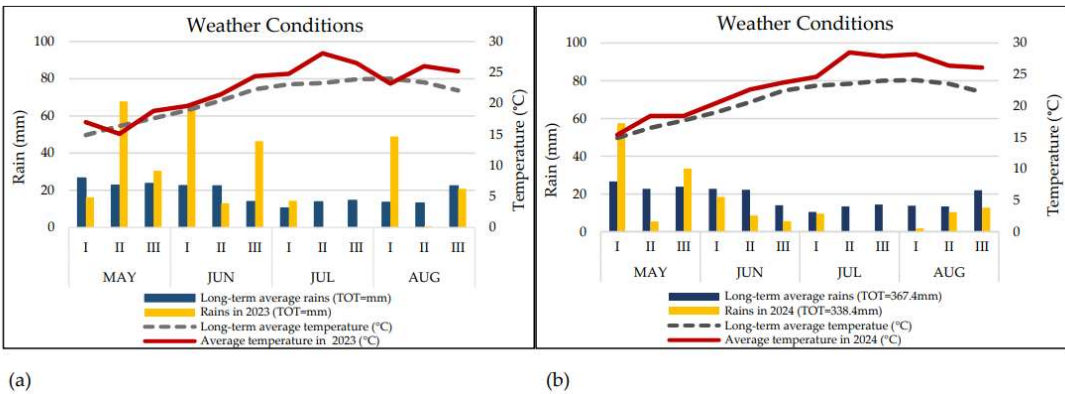 Weather Conditions
100
80
60
40
20
0
Rain (mm)
30
25
20
15
10
5
0
Temperature (°C)
I II III I II III I II III I II III
MAY JUN JUL AUG
Long-term average rains (TOT=mm)
Rains in 2023 (TOT=mm)
Long-term average temperature (°C)
Average temperature in 2023 (°C)
(a)
Weather Conditions
100
80
60
40
20
0
Rain (mm)
30
25
20
15
10
5
0
Temperature (°C)
I II III I II III I II III I II III
MAY JUN JUL AUG
Long-term average rains (TOT=367.4mm)
Rains in 2024 (TOT=338.4mm)
Long-term average temperature (°C)
Average temperature in 2024 (°C)
(b)